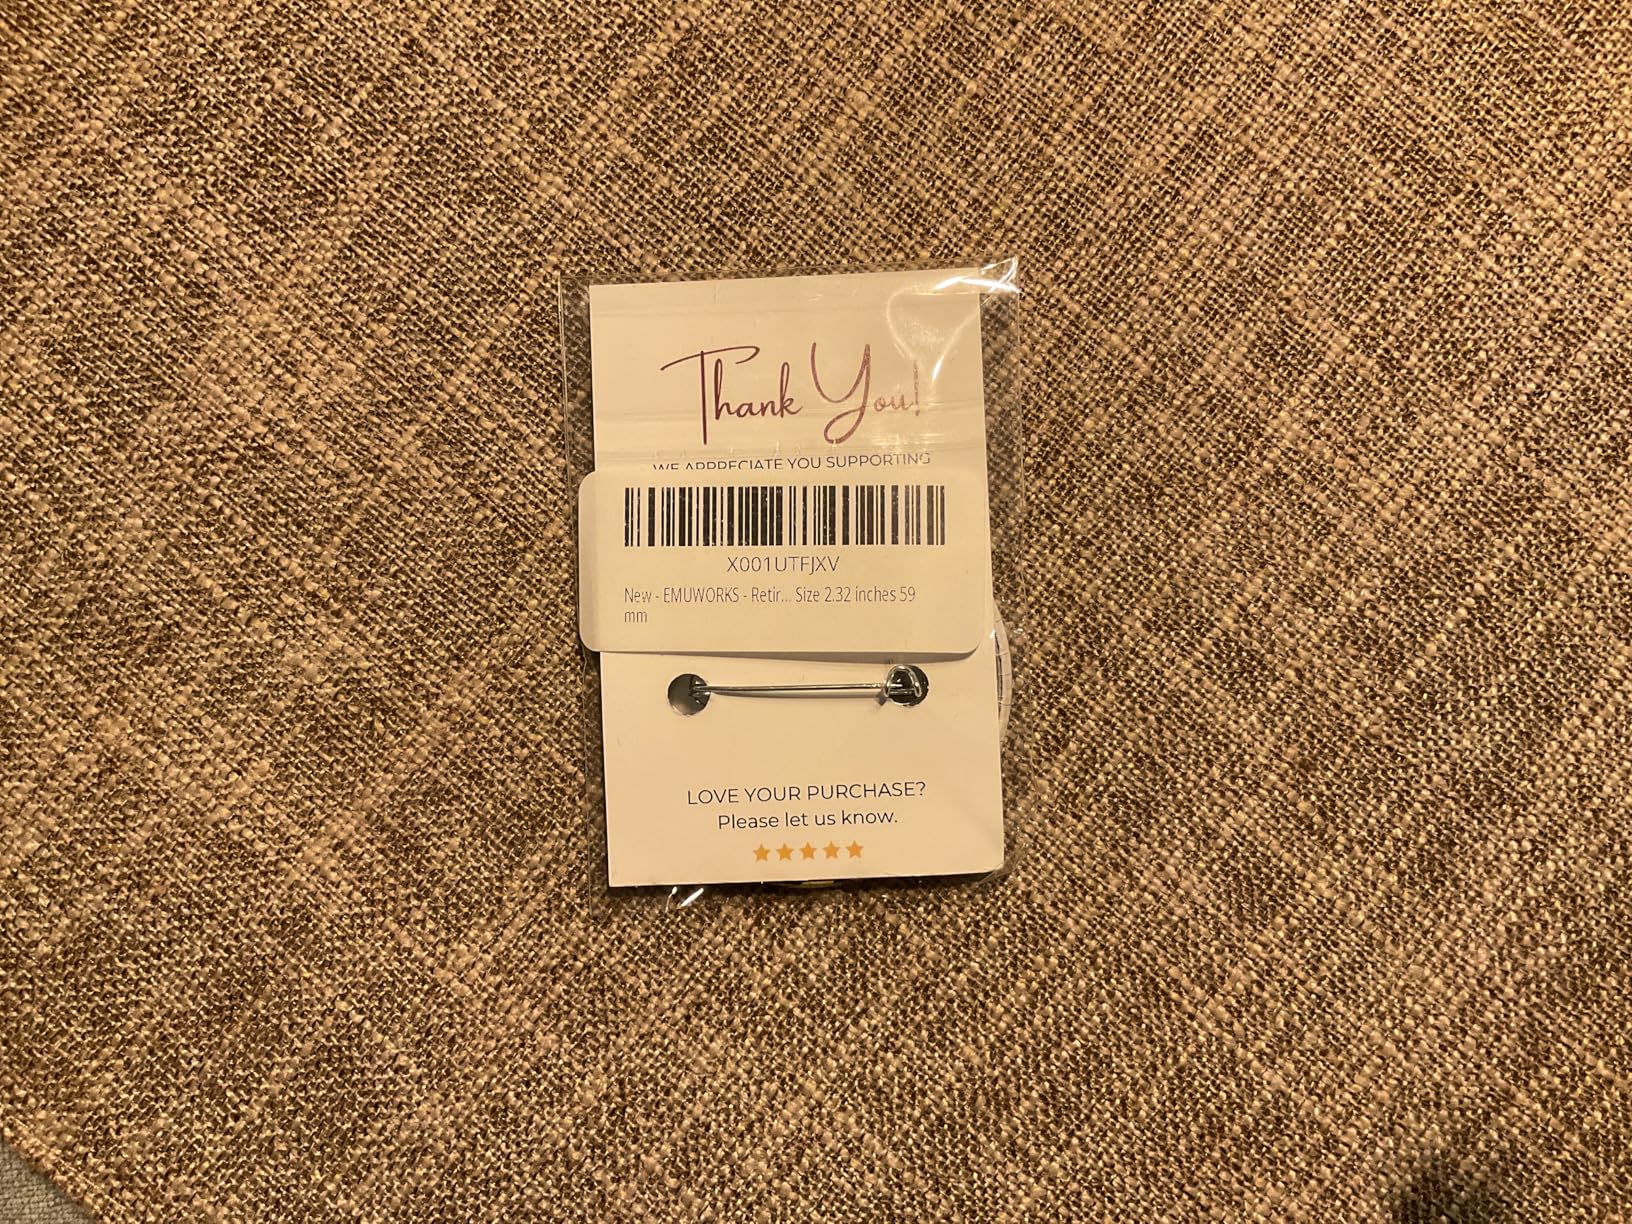 Thank You!
WE APPRECIATE YOU SUPPORTING
X001UTFJXV
New - EMUWORKS - Retir... Size 2.32 inches 59
mm
LOVE YOUR PURCHASE?
Please let us know.